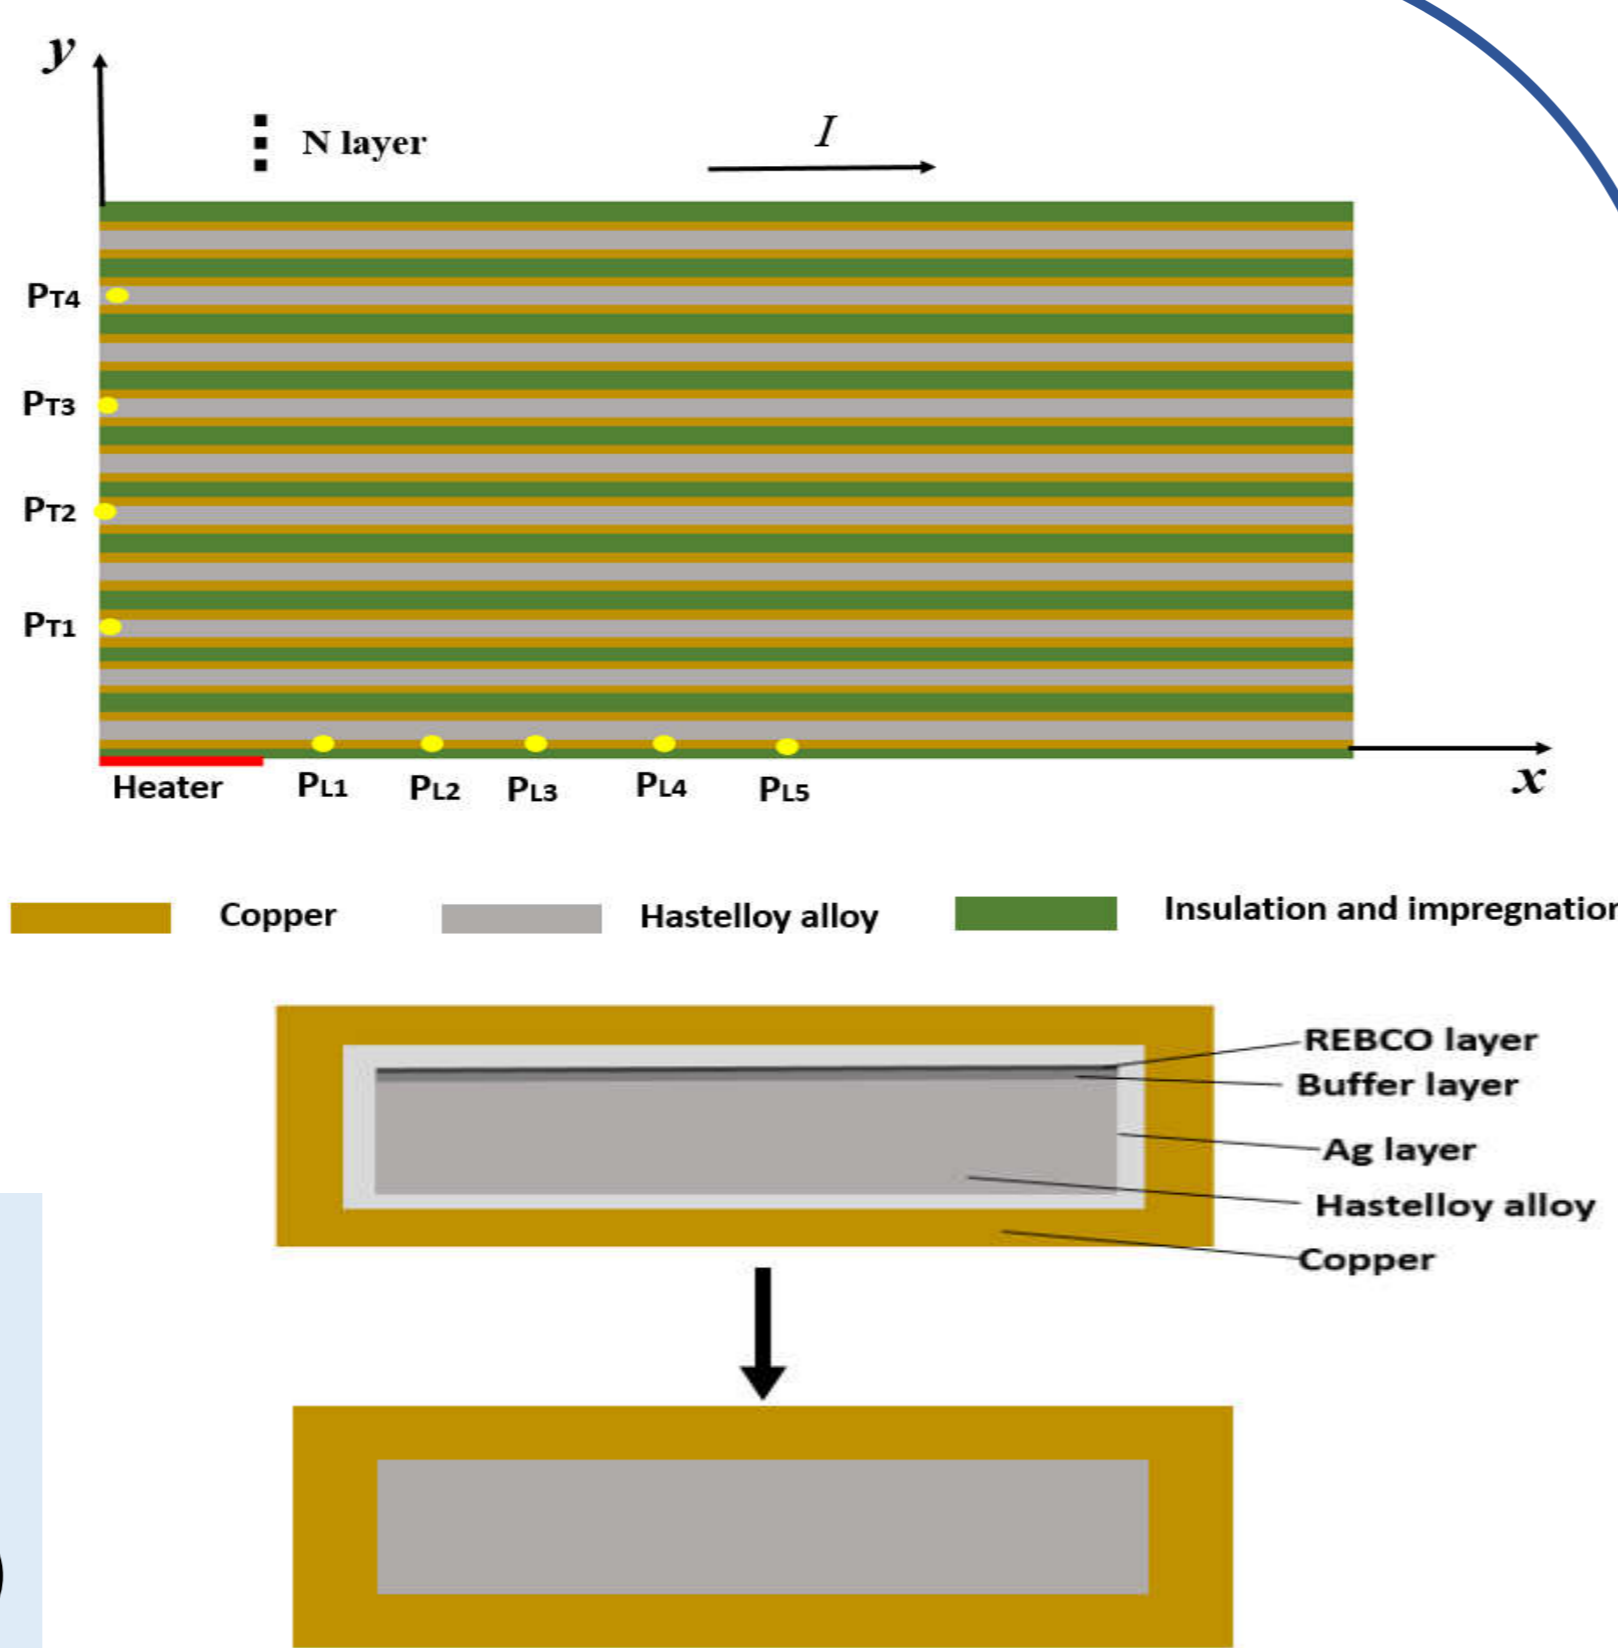 y
N layer
I
PT4
PT3
PT2
PT1
Heater
PL1
PL2
PL3
PL4
PL5
x
Copper
Hastelloy alloy
Insulation and impregnation
REBCO layer
Buffer layer
Ag layer
Hastelloy alloy
Copper